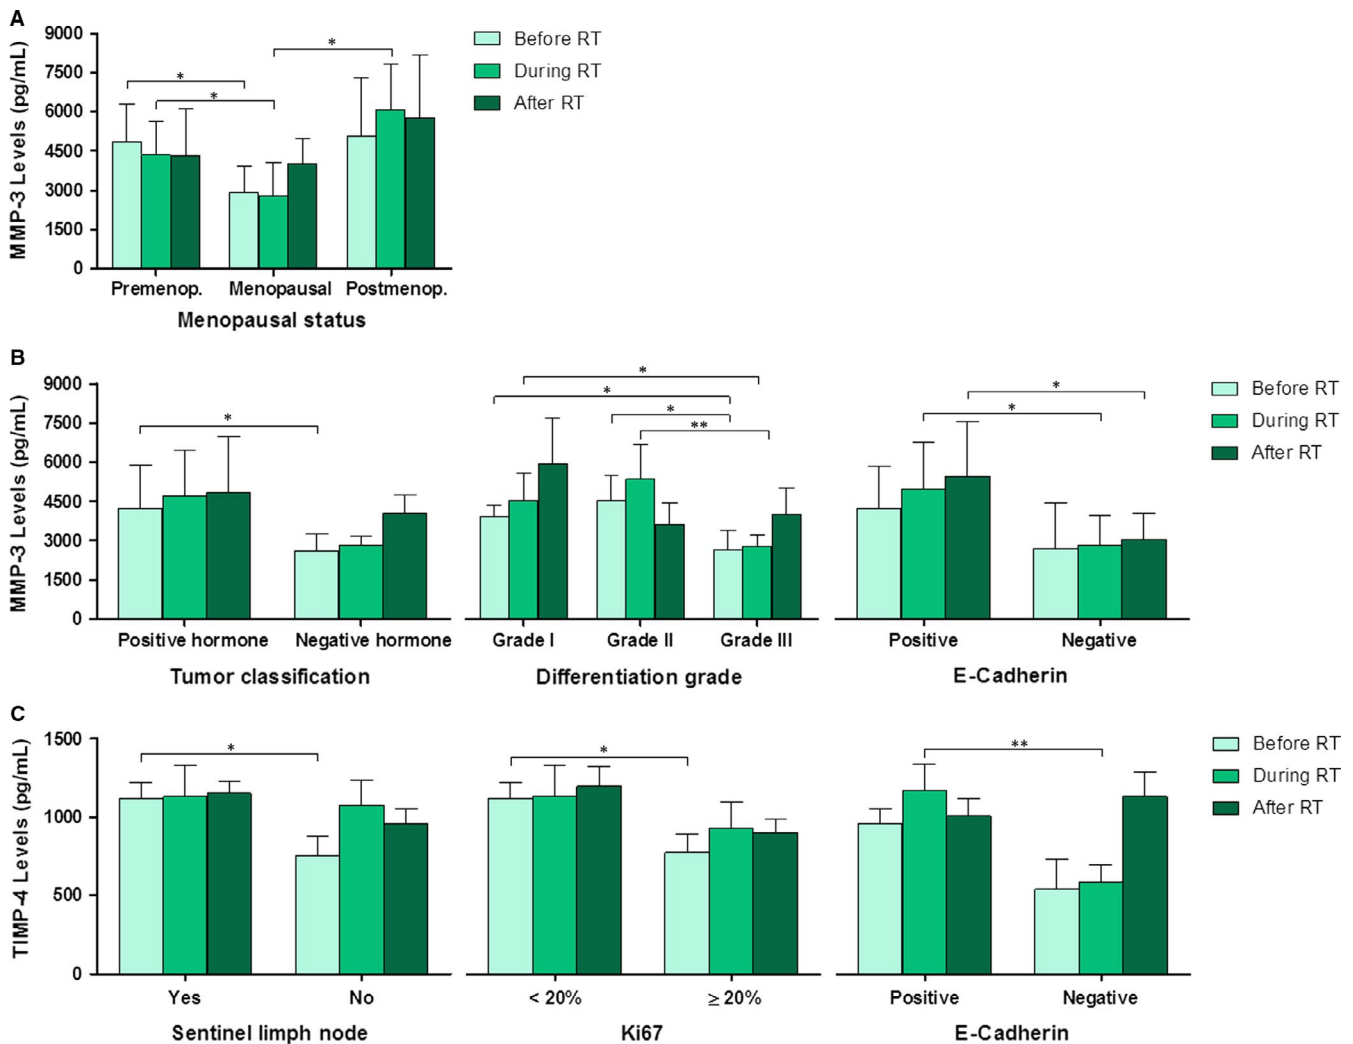 A
MMP-3 Levels (pg/mL)
9000
7500
6000
4500
3000
1500
0
*
*
*
Premenop. Menopausal Postmenop.
Menopausal status
Before RT
During RT
After RT
B
MMP-3 Levels (pg/mL)
9000
7500
6000
4500
3000
1500
0
*
Positive hormone Negative hormone
Tumor classification
*
*
*
**
Grade I Grade II Grade III
Differentiation grade
*
*
Positive Negative
E-Cadherin
Before RT
During RT
After RT
C
TIMP-4 Levels (pg/mL)
1500
1000
500
0
*
Yes No
Sentinel limph node
*
< 20% ≥ 20%
Ki67
**
Positive Negative
E-Cadherin
Before RT
During RT
After RT